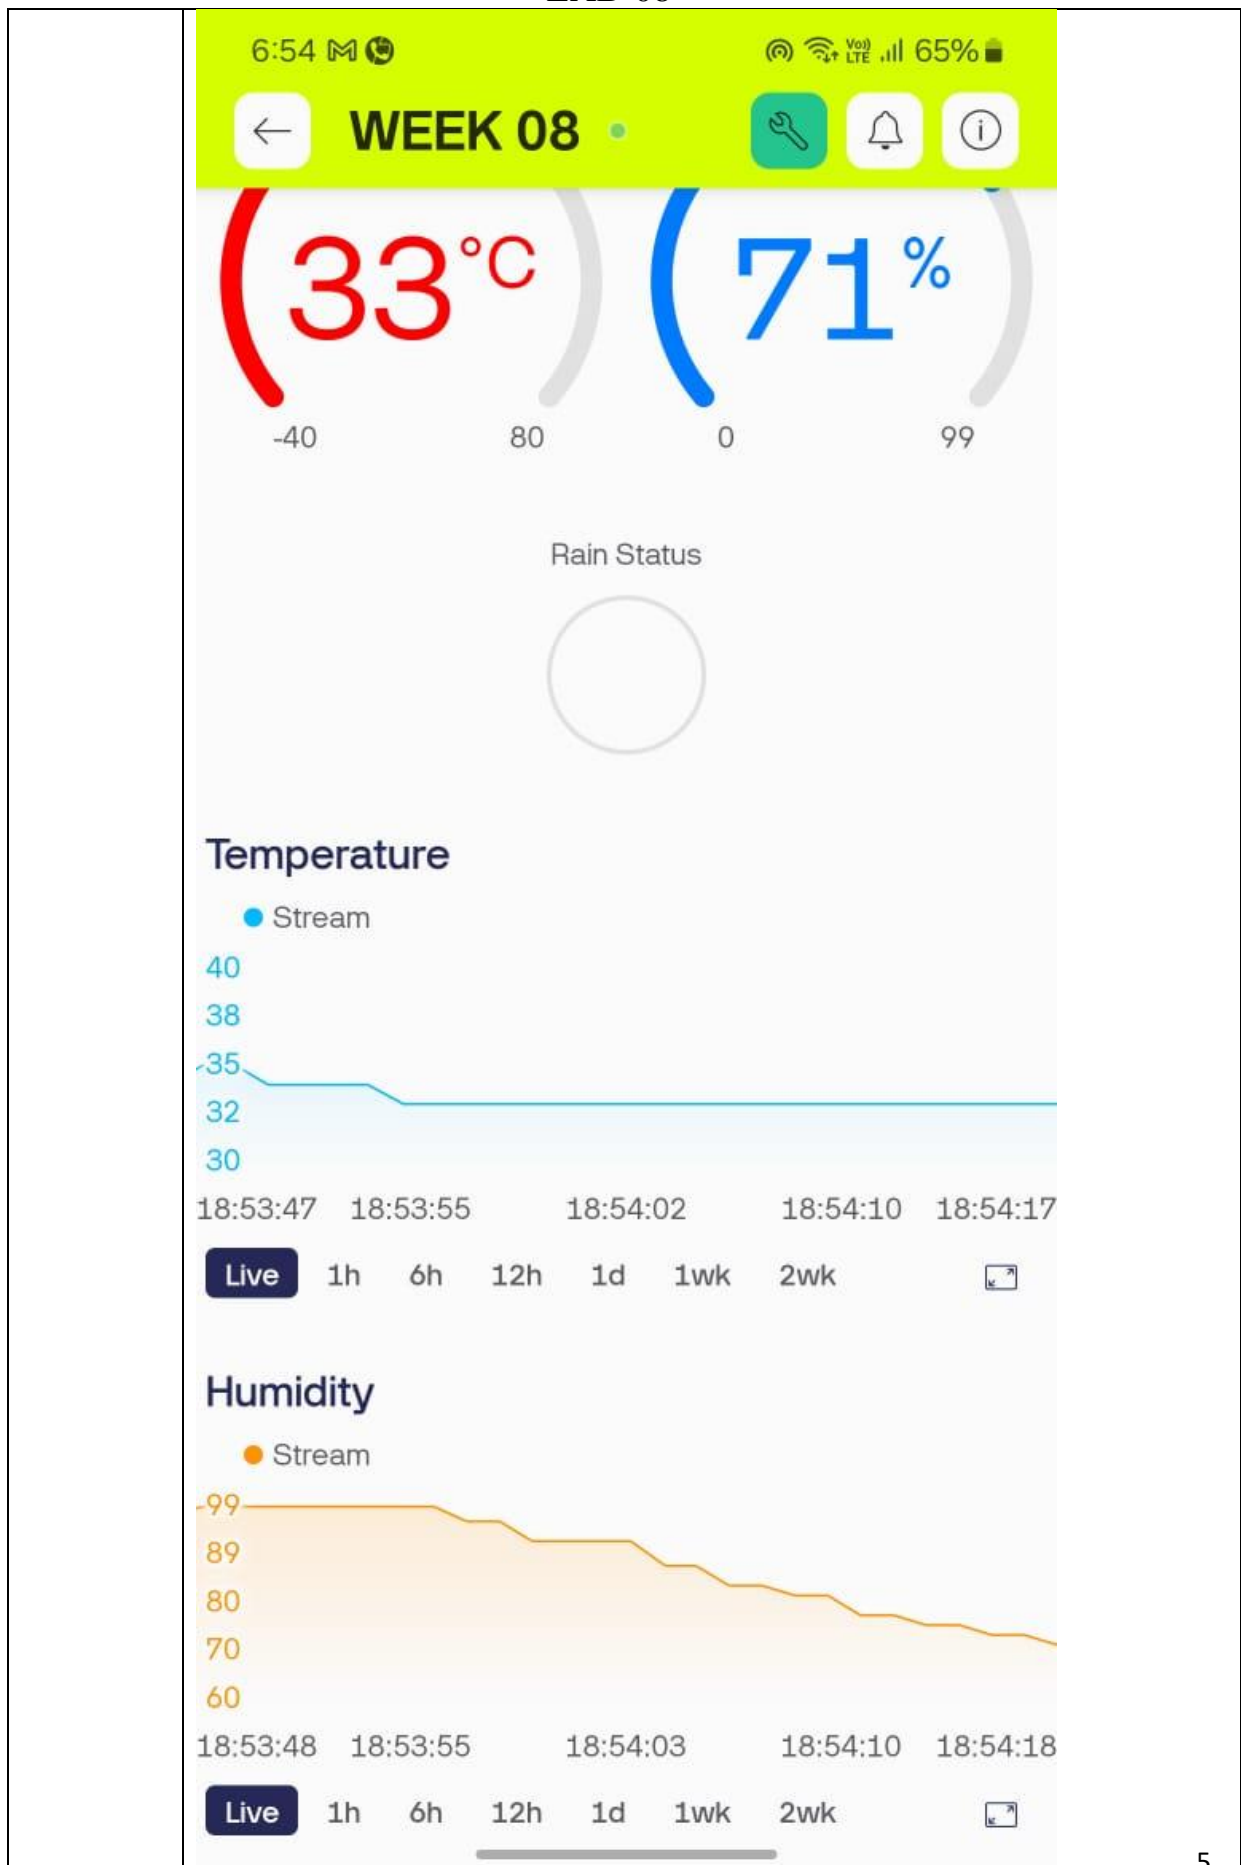 6:54 65%
WEEK 08
33°C 71%
-40 80 0 99
Rain Status
Temperature
Stream
40
38
35
32
30
18:53:47 18:53:55 18:54:02 18:54:10 18:54:17
Live 1h 6h 12h 1d 1wk 2wk
Humidity
Stream
99
89
80
70
60
18:53:48 18:53:55 18:54:03 18:54:10 18:54:18
Live 1h 6h 12h 1d 1wk 2wk